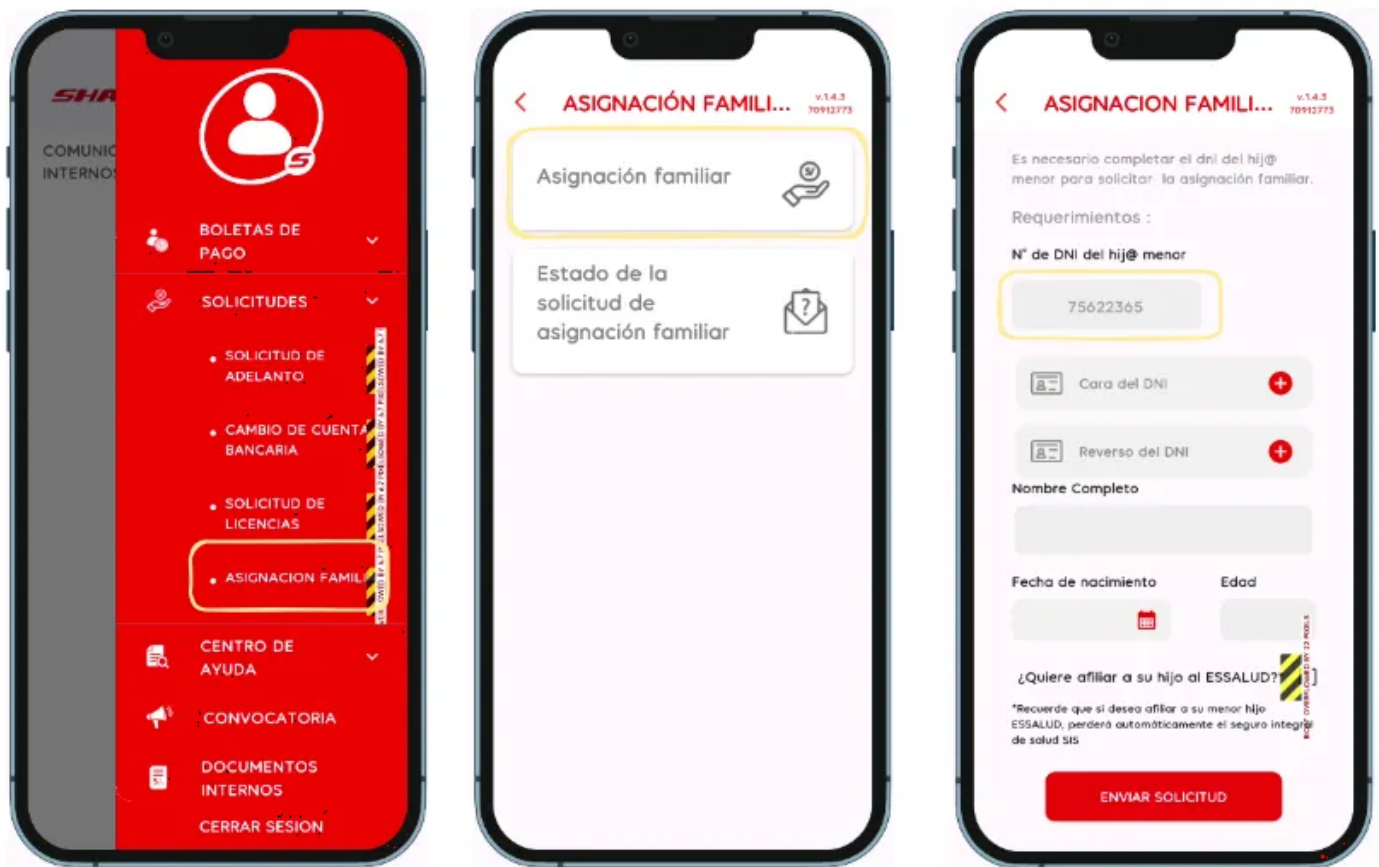 SHA
COMUNIC
INTERNOS
BOLETAS DE
PAGO
SOLICITUDES
SOLICITUD DE
ADELANTO
CAMBIO DE CUENTA
BANCARIA
SOLICITUD DE
LICENCIAS
ASIGNACION FAMILI
CENTRO DE
AYUDA
CONVOCATORIA
DOCUMENTOS
INTERNOS
CERRAR SESION
ASIGNACIÓN FAMILI...
v.1.4.3
70912773
Asignación familiar
Estado de la
solicitud de
asignación familiar
ASIGNACION FAMILI...
v.1.4.3
70912773
Es necesario completar el dni del hij@
menor para solicitar la asignación familiar.
Requerimientos :
N° de DNI del hij@ menor
75622365
Cara del DNI
Reverso del DNI
Nombre Completo
Fecha de nacimiento Edad
¿Quiere afiliar a su hijo al ESSALUD?
*Recuerde que si desea afiliar a su menor hijo
ESSALUD, perderá automáticamente el seguro integral
de salud SIS
OVERFLOWED BY 22 PIXELS
ENVIAR SOLICITUD